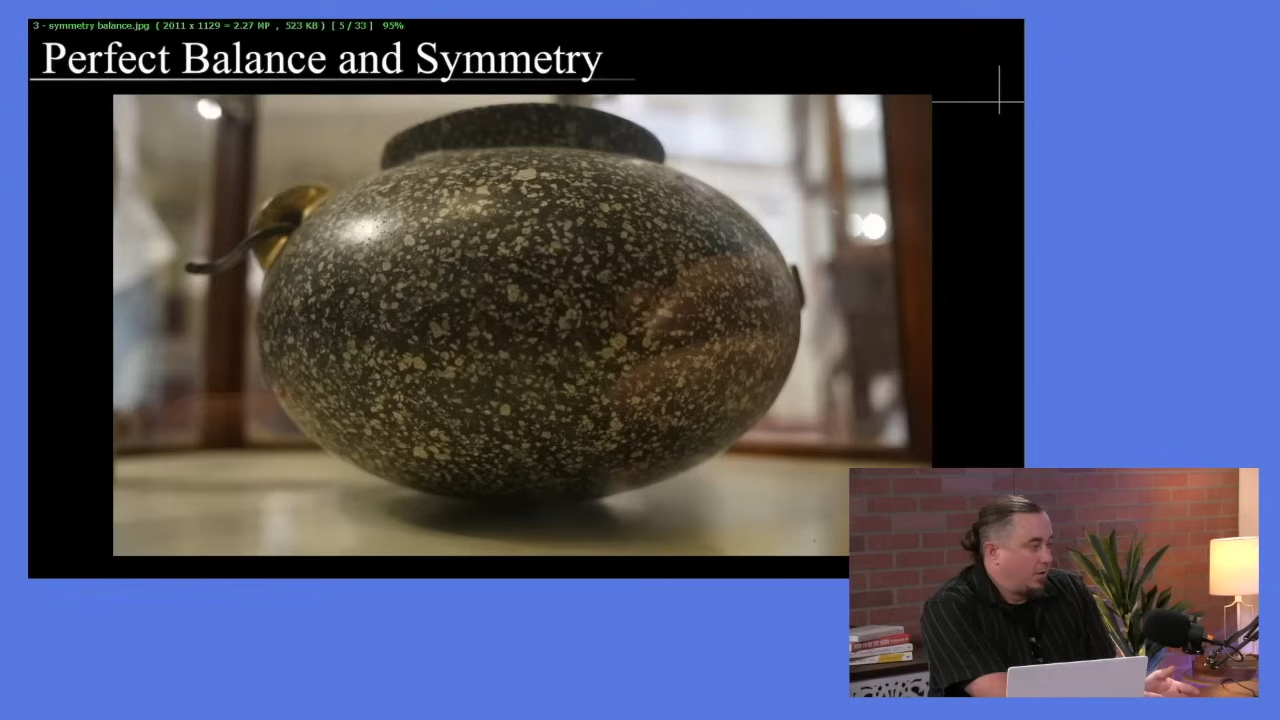 3 - symmetry balance.jpg ( 2011 x 1129 = 2.27 MP , 523 KB ) [ 5 / 33 ] 95%
Perfect Balance and Symmetry